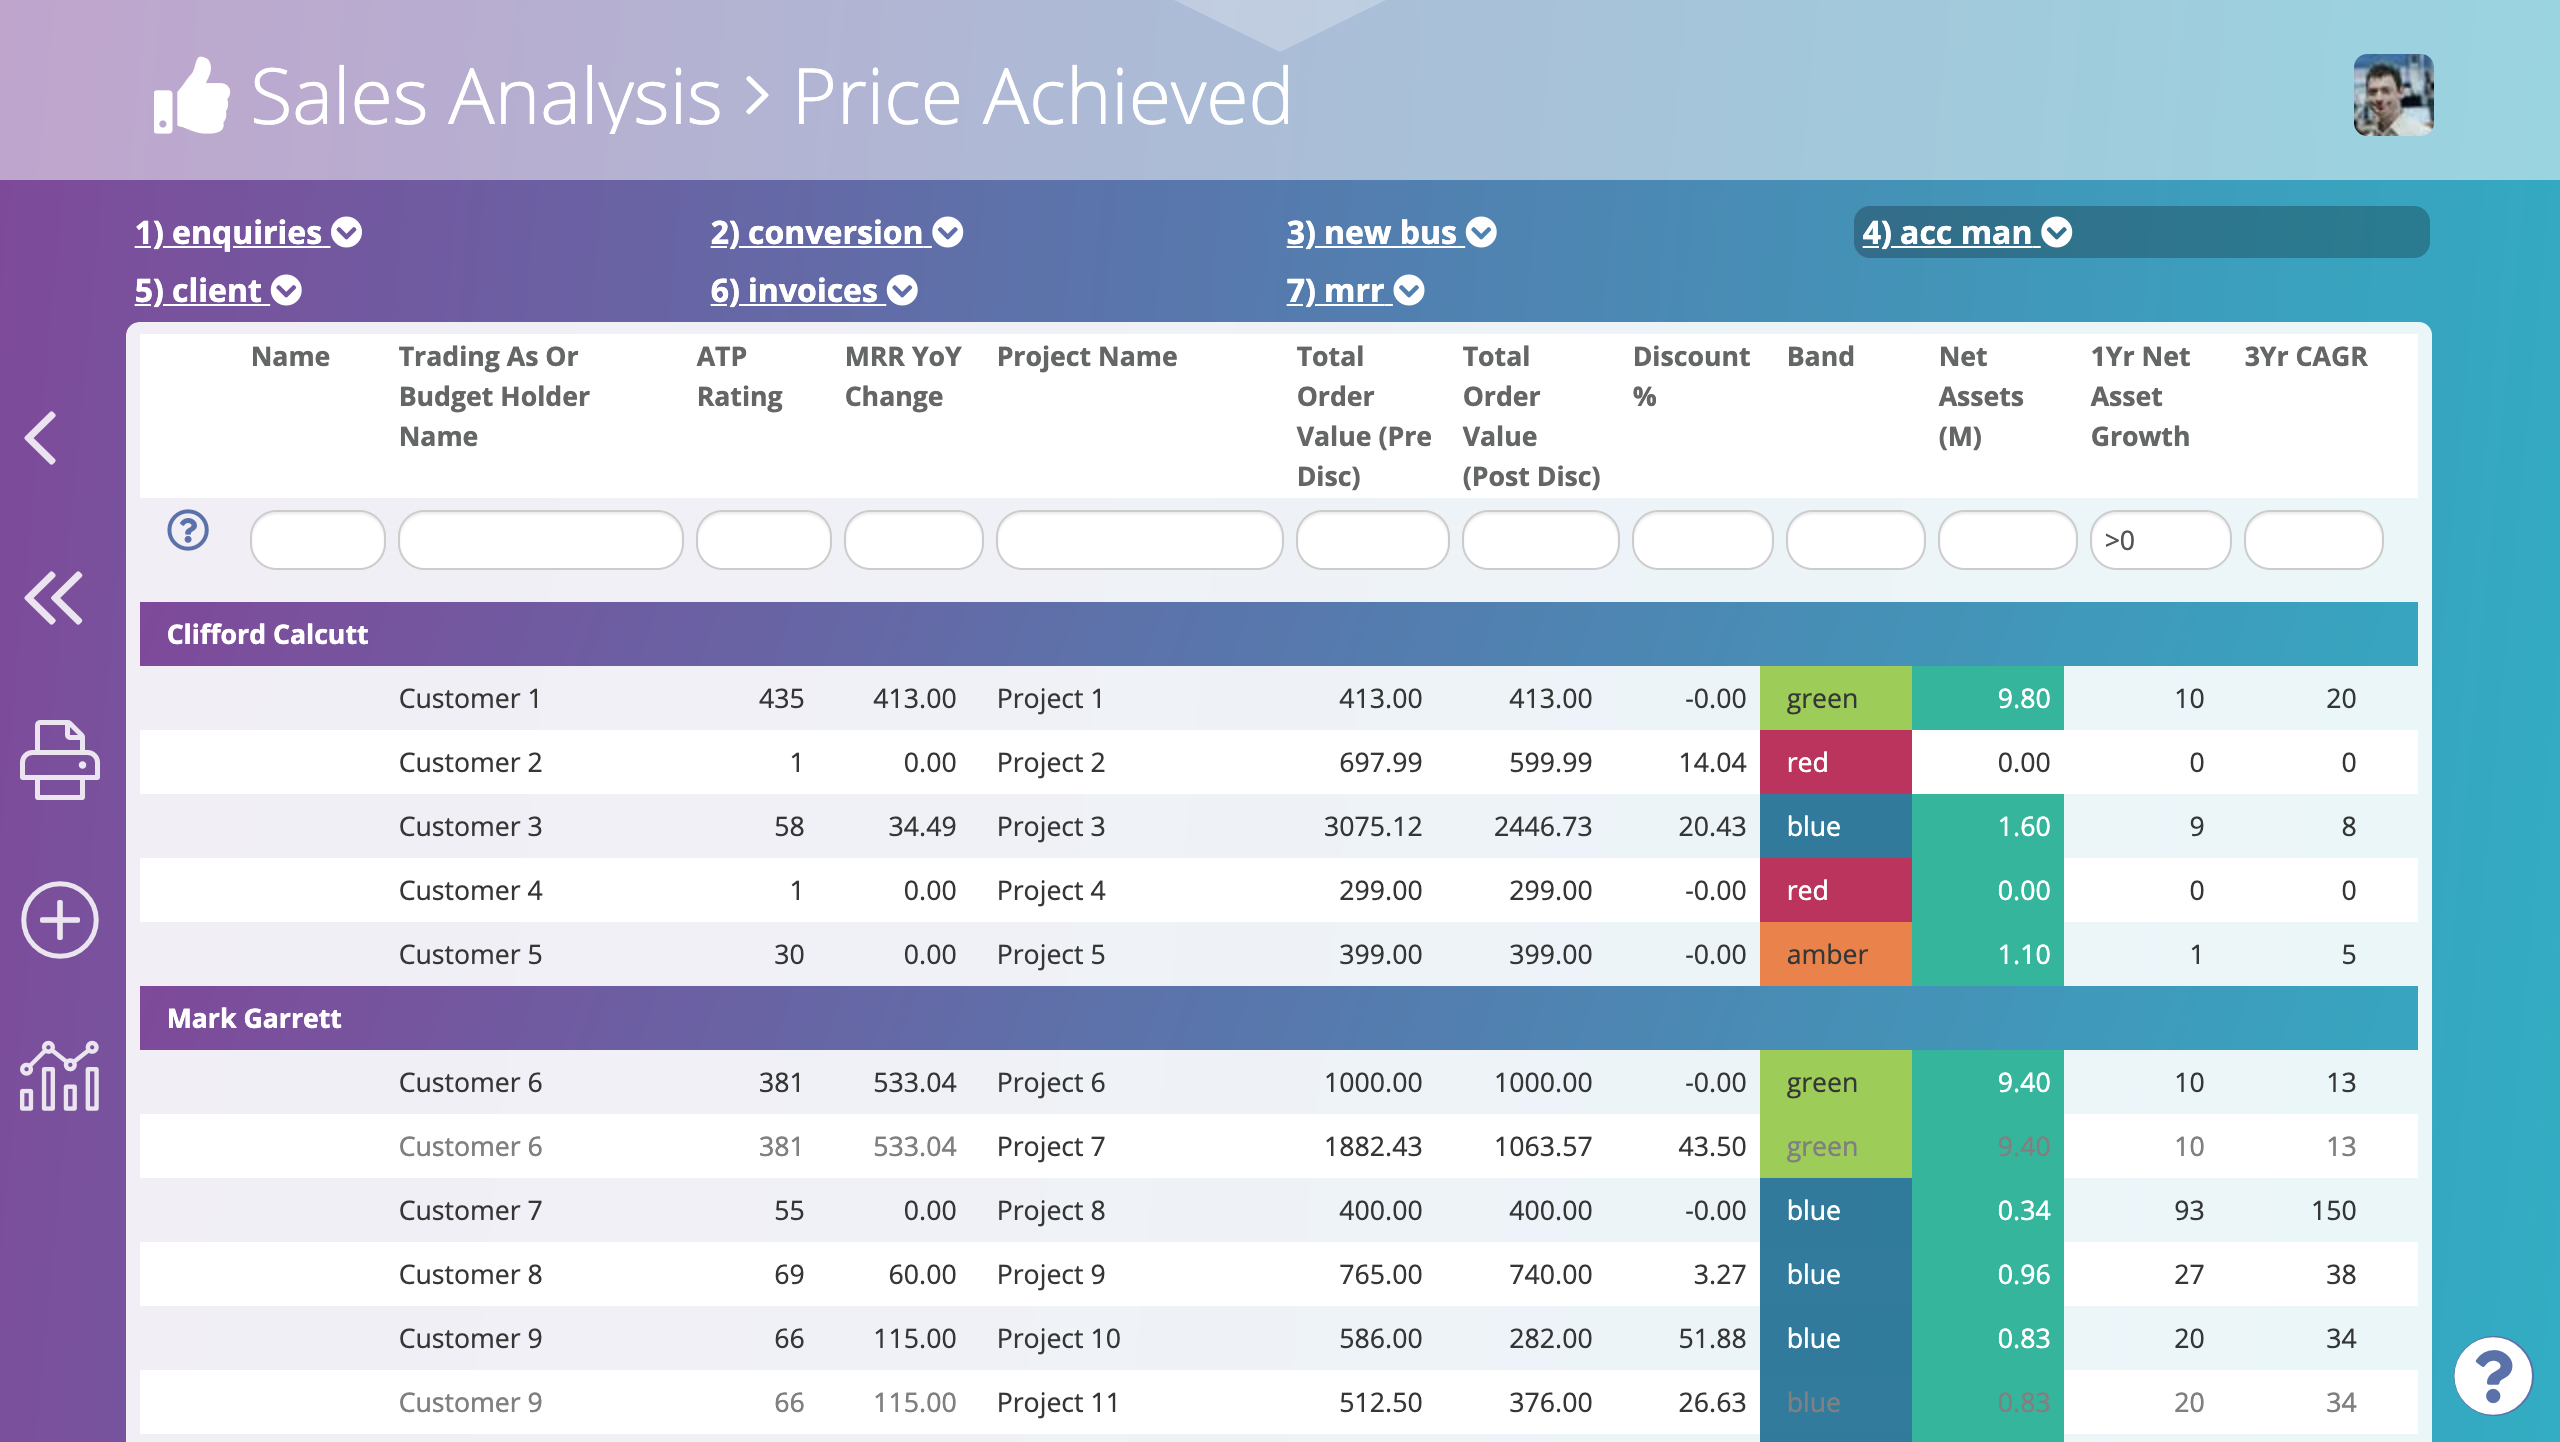 Sales Analysis > Price Achieved
1) enquiries 2) conversion 3) new bus 4) acc man
5) client 6) invoices 7) mrr
Name Trading As Or ATP MRR YoY Project Name Total Total Discount Band Net 1Yr Net 3Yr CAGR
Budget Holder Rating Change Order Order % Assets Asset
Name Value (Pre Value (M) Growth
Disc) (Post Disc)
? >0
Clifford Calcutt
Customer 1 435 413.00 Project 1 413.00 413.00 -0.00 green 9.80 10 20
Customer 2 1 0.00 Project 2 697.99 599.99 14.04 red 0.00 0 0
Customer 3 58 34.49 Project 3 3075.12 2446.73 20.43 blue 1.60 9 8
Customer 4 1 0.00 Project 4 299.00 299.00 -0.00 red 0.00 0 0
Customer 5 30 0.00 Project 5 399.00 399.00 -0.00 amber 1.10 1 5
Mark Garrett
Customer 6 381 533.04 Project 6 1000.00 1000.00 -0.00 green 9.40 10 13
Customer 6 381 533.04 Project 7 1882.43 1063.57 43.50 green 9.40 10 13
Customer 7 55 0.00 Project 8 400.00 400.00 -0.00 blue 0.34 93 150
Customer 8 69 60.00 Project 9 765.00 740.00 3.27 blue 0.96 27 38
Customer 9 66 115.00 Project 10 586.00 282.00 51.88 blue 0.83 20 34
Customer 9 66 115.00 Project 11 512.50 376.00 26.63 blue 0.83 20 34
?